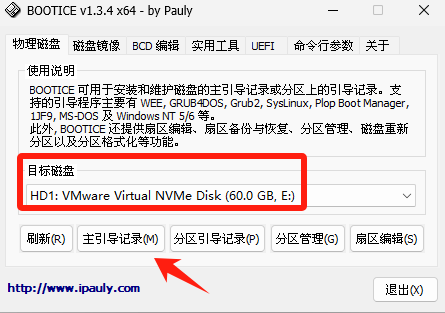 BOOTICE v1.3.4 x64 - by Pauly
物理磁盘 磁盘镜像 BCD 编辑 实用工具 UEFI 命令行参数 关于
使用说明
BOOTICE 可用于安装和维护磁盘的主引导记录或分区上的引导记录。支
持的引导程序主要有 WEE, GRUB4DOS, Grub2, SysLinux, Plop Boot Manager,
1JF9, MS-DOS 及 Windows NT 5/6 等。
此外, BOOTICE 还提供扇区编辑、扇区备份与恢复、分区管理、磁盘重新
分区以及分区格式化等功能。
目标磁盘
HD1: VMware Virtual NVMe Disk (60.0 GB, E:)
刷新(R) 主引导记录(M) 分区引导记录(P) 分区管理(G) 扇区编辑(S)
http://www.ipauly.com 退出(X)